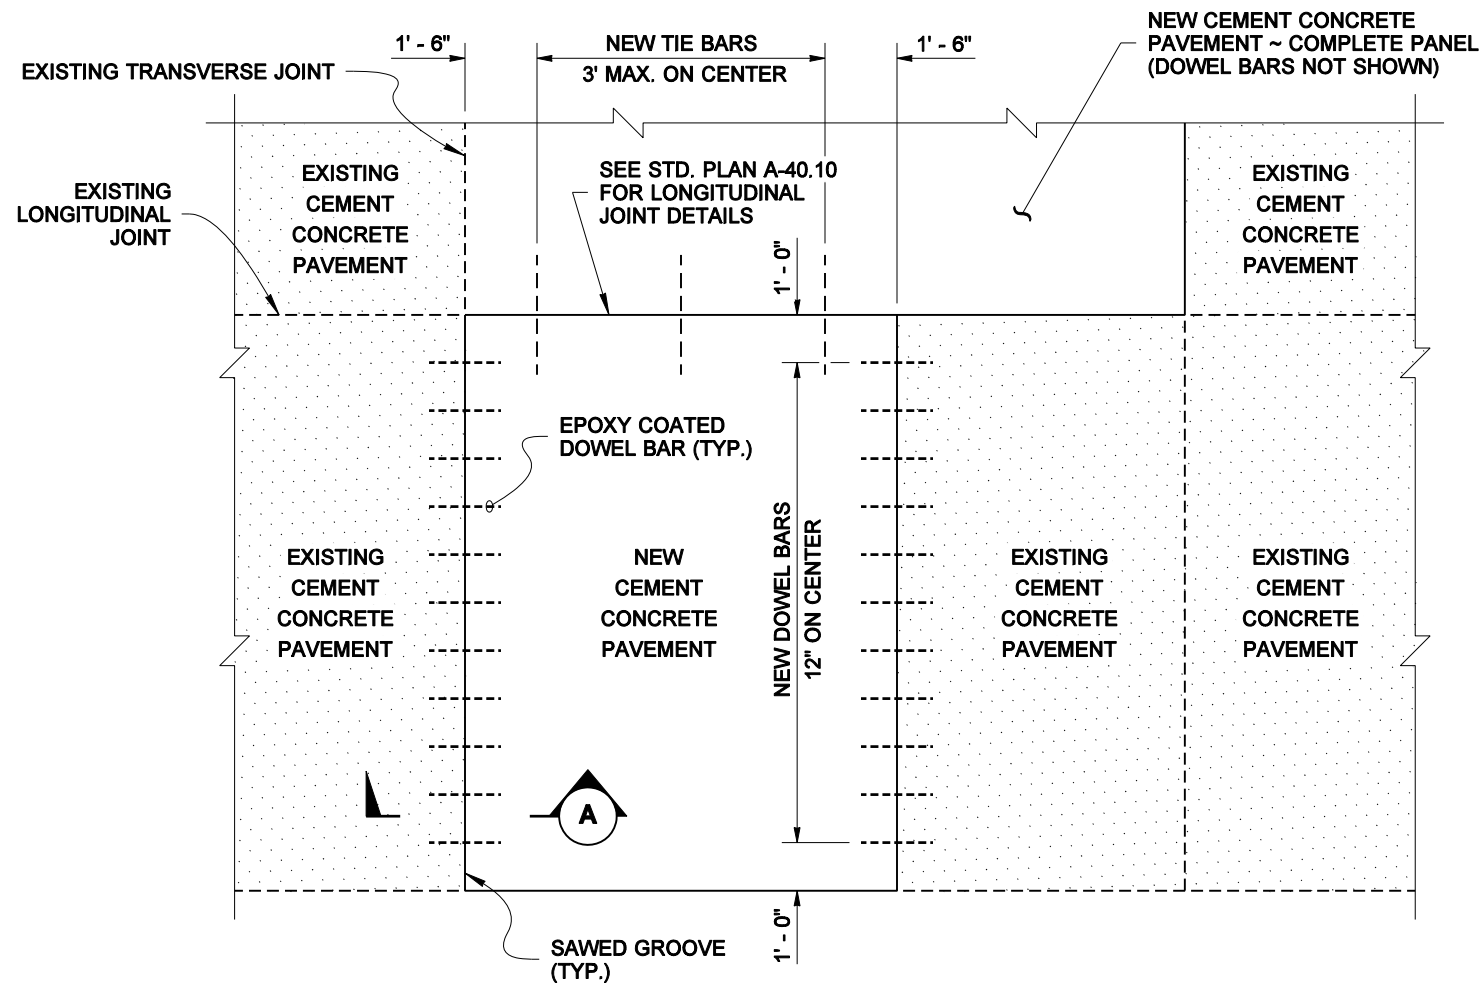 NEW CEMENT CONCRETE
PAVEMENT ~ COMPLETE PANEL
(DOWEL BARS NOT SHOWN)
1' - 6"
NEW TIE BARS
3' MAX. ON CENTER
1' - 6"
EXISTING TRANSVERSE JOINT
EXISTING
LONGITUDINAL
JOINT
EXISTING
CEMENT
CONCRETE
PAVEMENT
SEE STD. PLAN A-40.10
FOR LONGITUDINAL
JOINT DETAILS
1' - 0"
EXISTING
CEMENT
CONCRETE
PAVEMENT
EPOXY COATED
DOWEL BAR (TYP.)
EXISTING
CEMENT
CONCRETE
PAVEMENT
NEW
CEMENT
CONCRETE
PAVEMENT
NEW DOWEL BARS
12" ON CENTER
EXISTING
CEMENT
CONCRETE
PAVEMENT
EXISTING
CEMENT
CONCRETE
PAVEMENT
A
SAWED GROOVE
(TYP.)
1' - 0"